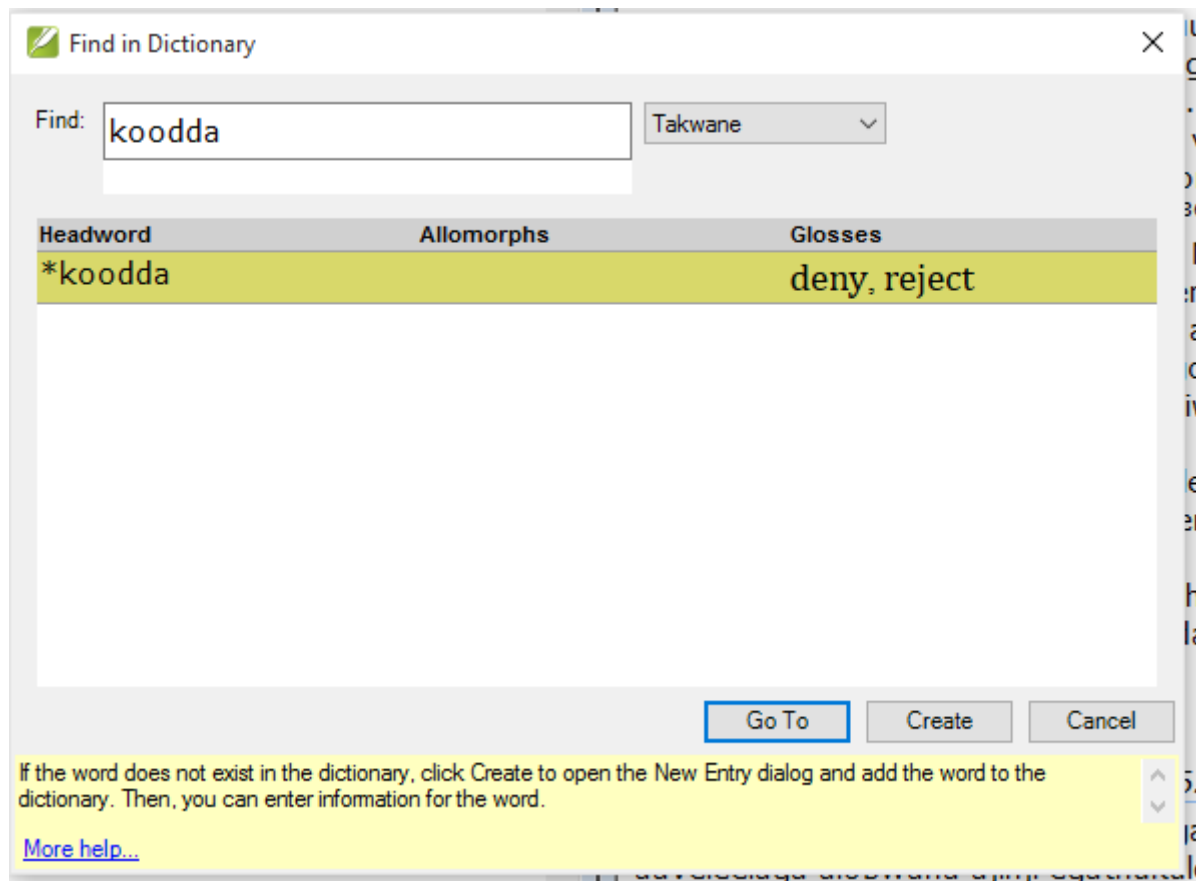 Find in Dictionary
Find:
koodda
Takwane
Headword Allomorphs Glosses
*koodda deny, reject
Go To Create Cancel
If the word does not exist in the dictionary, click Create to open the New Entry dialog and add the word to the
dictionary. Then, you can enter information for the word.
More help...